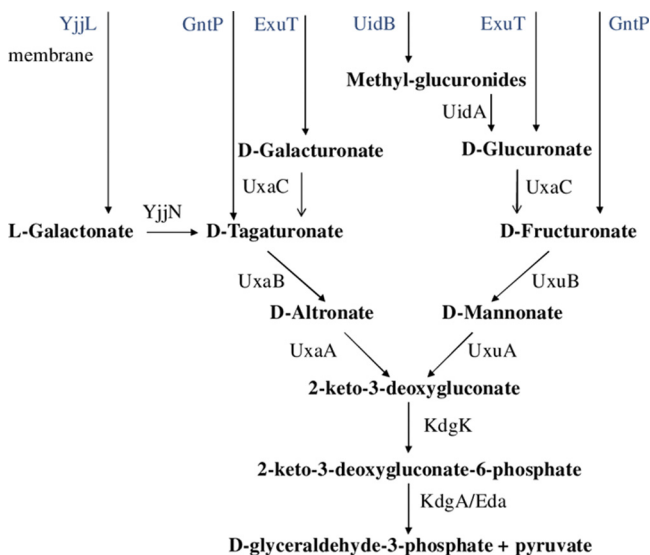 YjjL GntP ExuT UidB ExuT GntP
membrane
Methyl-glucuronides
UidA
D-Galacturonate D-Glucuronate
UxaC UxaC
YjjN
L-Galactonate D-Tagaturonate D-Fructuronate
UxaB UxuB
D-Altronate D-Mannonate
UxaA UxuA
2-keto-3-deoxygluconate
KdgK
2-keto-3-deoxygluconate-6-phosphate
KdgA/Eda
D-glyceraldehyde-3-phosphate + pyruvate